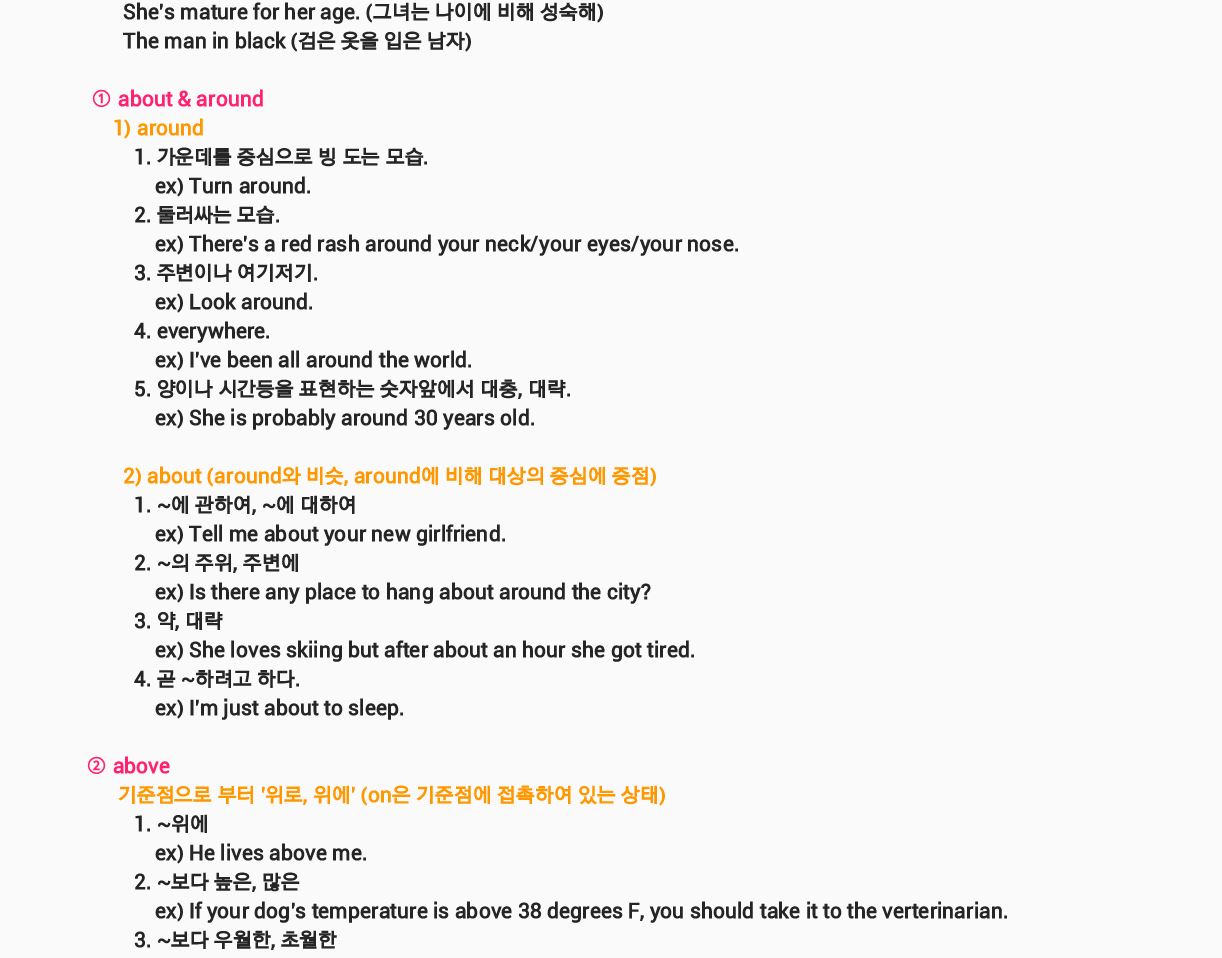 She's mature for her age. (그녀는 나이에 비해 성숙해)
The man in black (검은 옷을 입은 남자)
① about & around
1) around
1. 가운데를 중심으로 빙 도는 모습.
ex) Turn around.
2. 둘러싸는 모습.
ex) There's a red rash around your neck/your eyes/your nose.
3. 주변이나 여기저기.
ex) Look around.
4. everywhere.
ex) I've been all around the world.
5. 양이나 시간등을 표현하는 숫자앞에서 대충, 대략.
ex) She is probably around 30 years old.
2) about (around와 비슷, around에 비해 대상의 중심에 중점)
1. ~에 관하여, ~에 대하여
ex) Tell me about your new girlfriend.
2. ~의 주위, 주변에
ex) Is there any place to hang about around the city?
3. 약, 대략
ex) She loves skiing but after about an hour she got tired.
4. 곧 ~하려고 하다.
ex) I'm just about to sleep.
② above
기준점으로 부터 '위로, 위에' (on은 기준점에 접촉하여 있는 상태)
1. ~위에
ex) He lives above me.
2. ~보다 높은, 많은
ex) If your dog's temperature is above 38 degrees F, you should take it to the verterinarian.
3. ~보다 우월한, 초월한